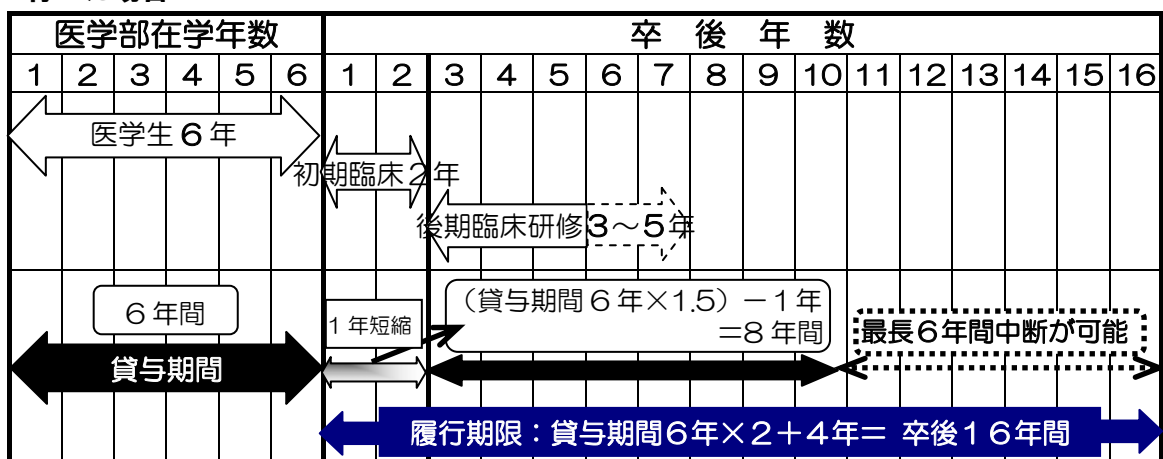 医学部在学年数 卒後年数
1 2 3 4 5 6 1 2 3 4 5 6 7 8 9 10 11 12 13 14 15 16
医学生6年
初期臨床2年
後期臨床研修3～5年
6年間
1年短縮
(貸与期間6年×1.5)－1年
＝8年間
最長6年間中断が可能
貸与期間
履行期限：貸与期間6年×2＋4年＝ 卒後16年間